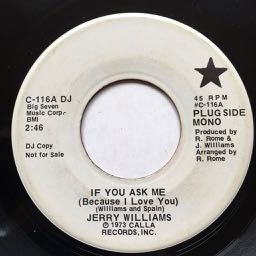 C-116A DJ
Big Seven
Music Corp.
BMI
2:46
DJ Copy
Not for Sale
45 RPM
#C-116A
PLUG SIDE
MONO
Produced by
R. Rome &
J. Williams
Arranged by
R. Rome
IF YOU ASK ME
(Because I Love You)
(Williams and Spain)
JERRY WILLIAMS
℗ 1973 CALLA
RECORDS, INC.